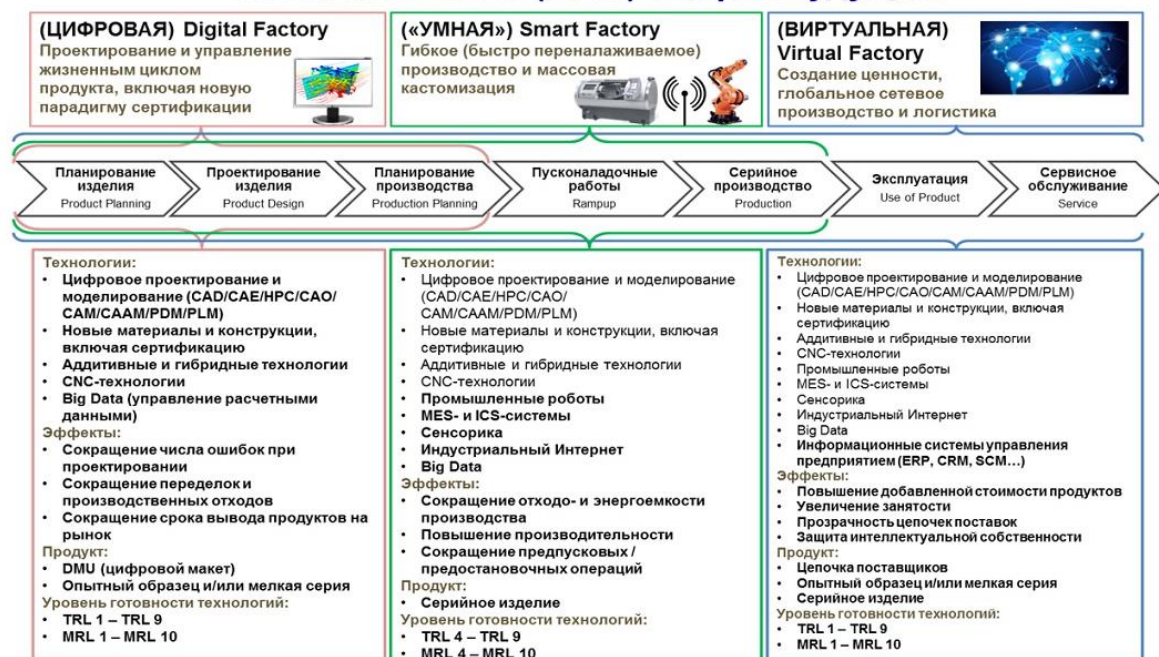 (ЦИФРОВАЯ) Digital Factory
Проектирование и управление
жизненным циклом
продукта, включая новую
парадигму сертификации
(«УМНАЯ») Smart Factory
Гибкое (быстро переналаживаемое)
производство и массовая
кастомизация
(ВИРТУАЛЬНАЯ)
Virtual Factory
Создание ценности,
глобальное сетевое
производство и логистика
Планирование
изделия
Product Planning
Проектирование
изделия
Product Design
Планирование
производства
Production Planning
Пусконаладочные
работы
Rampup
Серийное
производство
Production
Эксплуатация
Use of Product
Сервисное
обслуживание
Service
Технологии:
• Цифровое проектирование и
моделирование (CAD/CAE/HPC/CAO/
CAM/CAAM/PDM/PLM)
• Новые материалы и конструкции,
включая сертификацию
• Аддитивные и гибридные технологии
• CNC-технологии
• Big Data (управление расчетными
данными)
Эффекты:
• Сокращение числа ошибок при
проектировании
• Сокращение переделок и
производственных отходов
• Сокращение срока вывода продуктов на
рынок
Продукт:
• DMU (цифровой макет)
• Опытный образец и/или мелкая серия
Уровень готовности технологий:
• TRL 1 – TRL 9
• MRL 1 – MRL 10
Технологии:
• Цифровое проектирование и моделирование
(CAD/CAE/HPC/CAO/
CAM/CAAM/PDM/PLM)
• Новые материалы и конструкции, включая
сертификацию
• Аддитивные и гибридные технологии
• CNC-технологии
• Промышленные роботы
• MES- и ICS-системы
• Сенсорика
• Индустриальный Интернет
• Big Data
Эффекты:
• Сокращение отходо- и энергоемкости
производства
• Повышение производительности
• Сокращение предпусковых /
предостановочных операций
Продукт:
• Серийное изделие
Уровень готовности технологий:
• TRL 4 – TRL 9
• MRL 4 – MRL 10
Технологии:
• Цифровое проектирование и моделирование
(CAD/CAE/HPC/CAO/CAM/CAAM/PDM/PLM)
• Новые материалы и конструкции, включая
сертификацию
• Аддитивные и гибридные технологии
• CNC-технологии
• Промышленные роботы
• MES- и ICS-системы
• Сенсорика
• Индустриальный Интернет
• Big Data
• Информационные системы управления
предприятием (ERP, CRM, SCM…)
Эффекты:
• Повышение добавленной стоимости продуктов
• Увеличение занятости
• Прозрачность цепочек поставок
• Защита интеллектуальной собственности
Продукт:
• Цепочка поставщиков
• Опытный образец и/или мелкая серия
• Серийное изделие
Уровень готовности технологий:
• TRL 1 – TRL 9
• MRL 1 – MRL 10